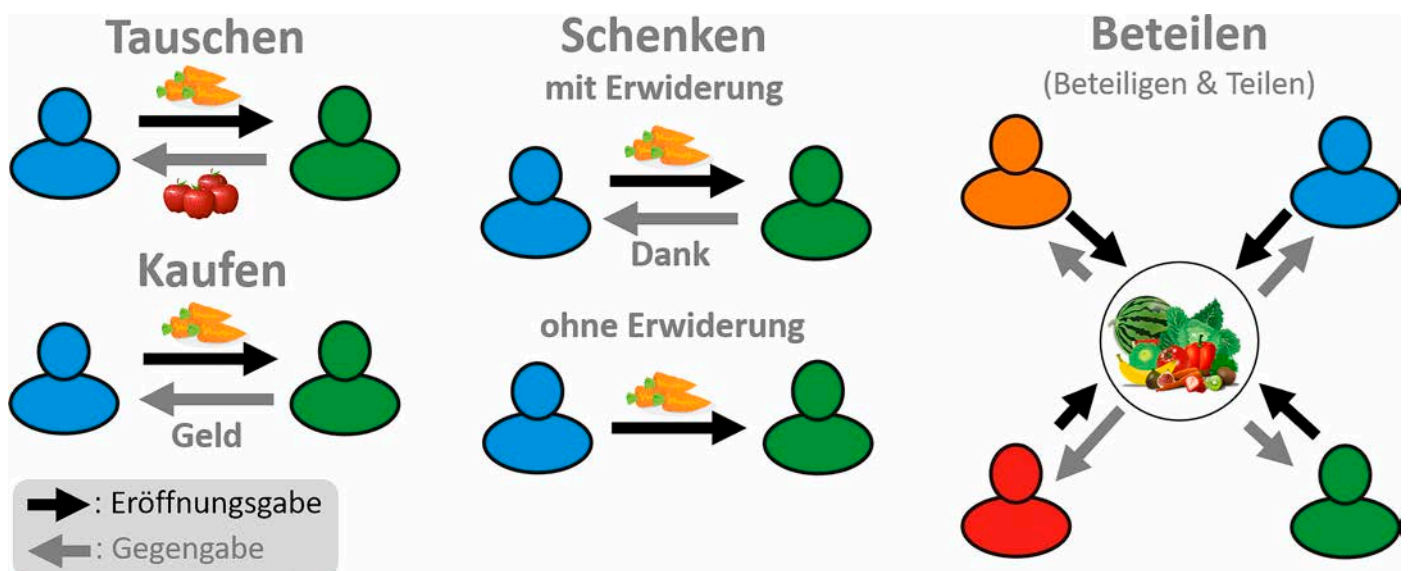 Tauschen
Kaufen
Geld
: Eröffnungsgabe
: Gegengabe
Schenken
mit Erwiderung
Dank
ohne Erwiderung
Beteilen
(Beteiligen & Teilen)